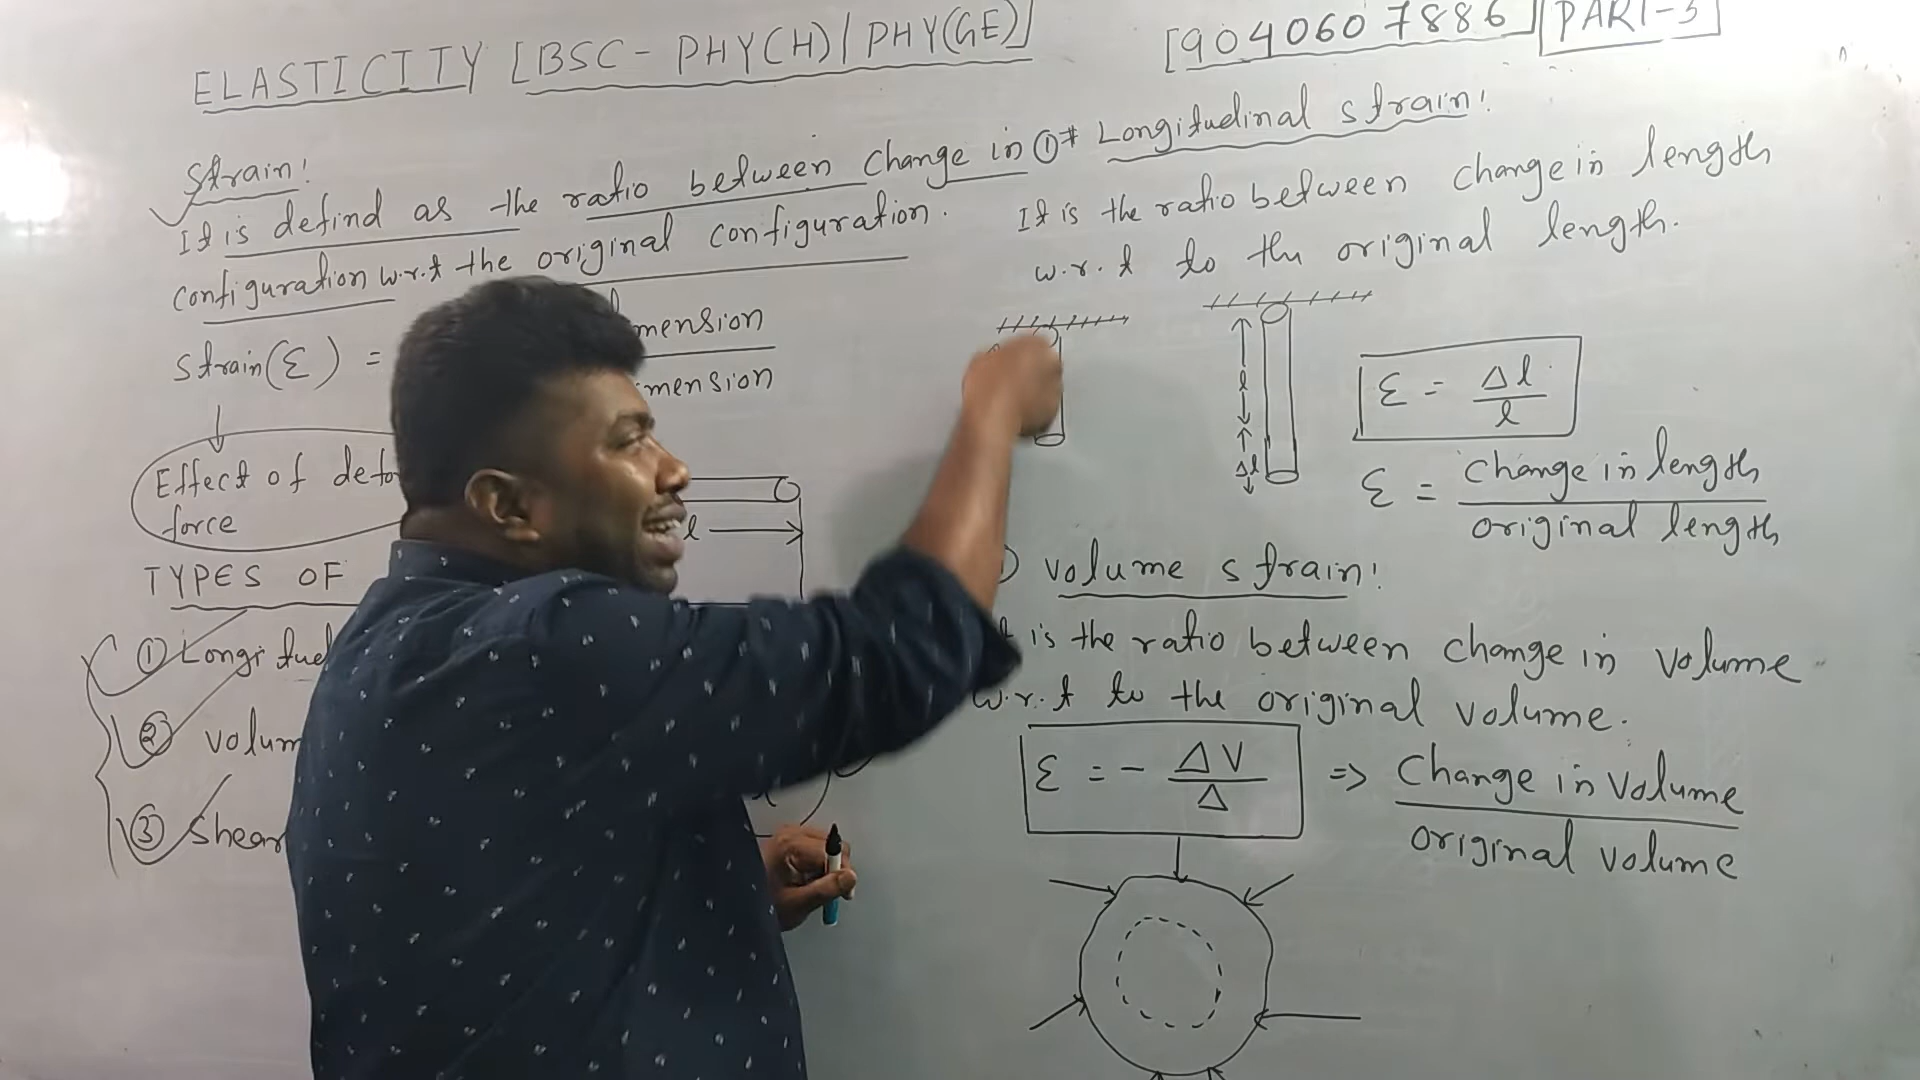 ELASTICITY [BSC - PHY(H) / PHY(GE)]
[9040607886] PART-3
Strain!
It is defind as the ratio between change in
configuration w.r.t the original configuration.
strain(ε) =
mension
mension
Effect of defo
force
l
TYPES OF
① Longitud
② volum
③ Shear
①* Longitudinal strain!
It is the ratio between change in length
w.r.t to the original length.
l
Δl
ε = Δl
l
ε = change in length
original length
volume strain!
is the ratio between change in volume
w.r.t to the original volume.
ε = - ΔV
Δ
=> Change in volume
original volume